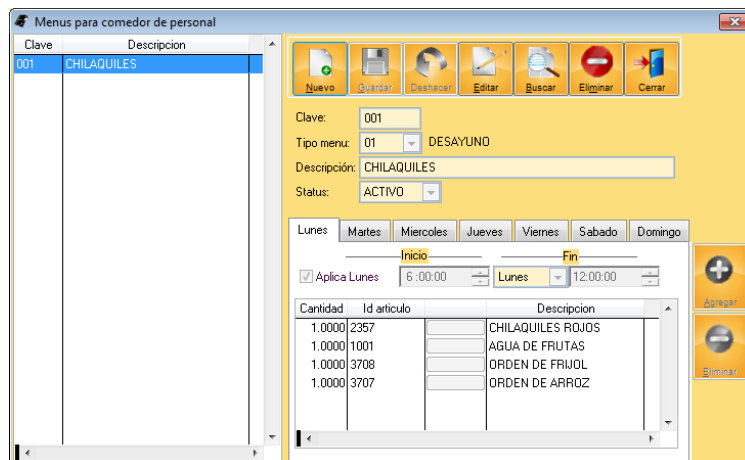 Menus para comedor de personal
Clave Descripcion
001 CHILAQUILES
Nuevo Guardar Deshacer Editar Buscar Eliminar Cerrar
Clave: 001
Tipo menu: 01 DESAYUNO
Descripción: CHILAQUILES
Status: ACTIVO
Lunes Martes Miercoles Jueves Viernes Sabado Domingo
Inicio Fin
Aplica Lunes 6:00:00 Lunes 12:00:00
Cantidad Id articulo Descripcion
1.0000 2357 CHILAQUILES ROJOS
1.0000 1001 AGUA DE FRUTAS
1.0000 3708 ORDEN DE FRIJOL
1.0000 3707 ORDEN DE ARROZ
Agregar
Eliminar